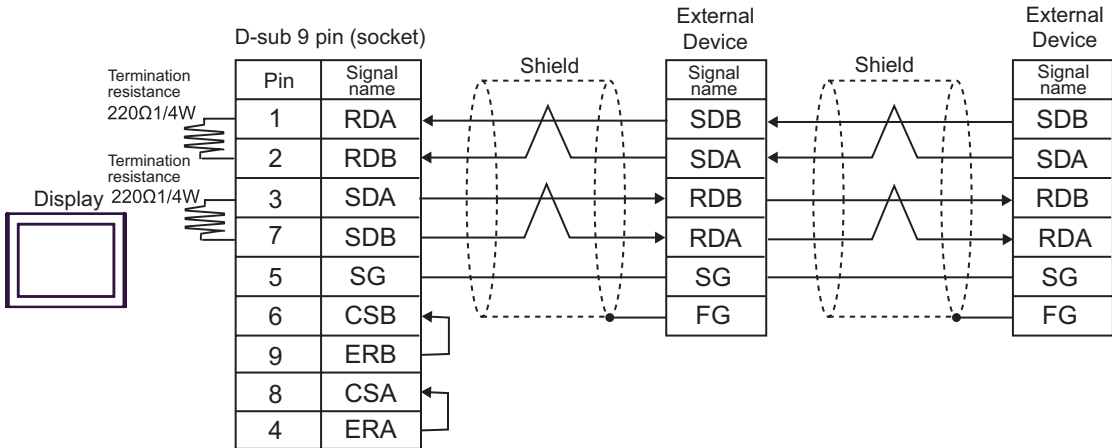 D-sub 9 pin (socket)
External
Device
External
Device
Termination
resistance
220Ω1/4W
Termination
resistance
220Ω1/4W
Display
Shield
Shield
Pin Signal name
1 RDA
2 RDB
3 SDA
7 SDB
5 SG
6 CSB
9 ERB
8 CSA
4 ERA
Signal
name
SDB
SDA
RDB
RDA
SG
FG
Signal
name
SDB
SDA
RDB
RDA
SG
FG